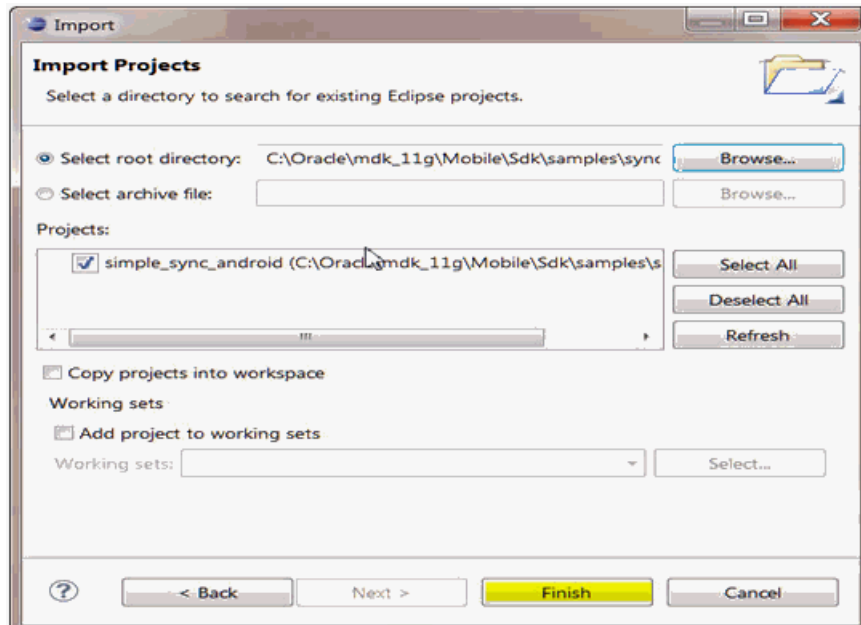 Import
Import Projects
Select a directory to search for existing Eclipse projects.
Select root directory: C:\Oracle\mdk_11g\Mobile\Sdk\samples\sync Browse...
Select archive file: Browse...
Projects:
simple_sync_android (C:\Oracle\mdk_11g\Mobile\Sdk\samples\s Select All
Deselect All
Refresh
Copy projects into workspace
Working sets
Add project to working sets
Working sets: Select...
? < Back Next > Finish Cancel